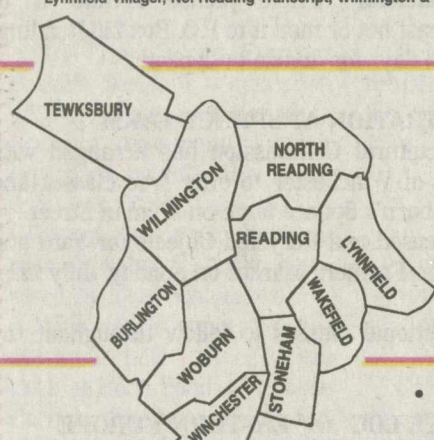 Lynnfield Villager, No. Reading Transcript, Wilmington &
TEWKSBURY
NORTH
READING
WILMINGTON
READING
LYNNFIELD
BURLINGTON
WAKEFIELD
WOBURN
STONEHAM
WINCHESTER